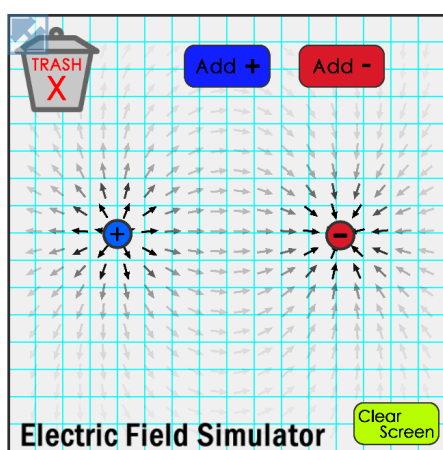 TRASH
X
Add +
Add -
+
-
Clear
Screen
Electric Field Simulator